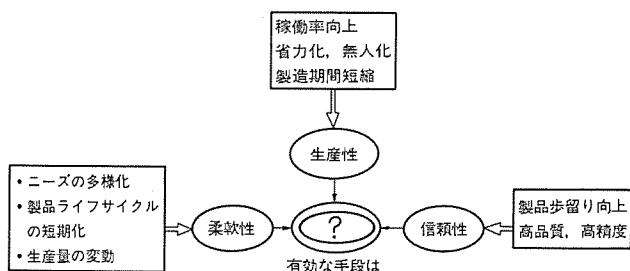 稼働率向上
省力化，無人化
製造期間短縮
生産性
・ニーズの多様化
・製品ライフサイクル
の短期化
・生産量の変動
柔軟性
?
信頼性
製品歩留り向上
高品質，高精度
有効な手段は